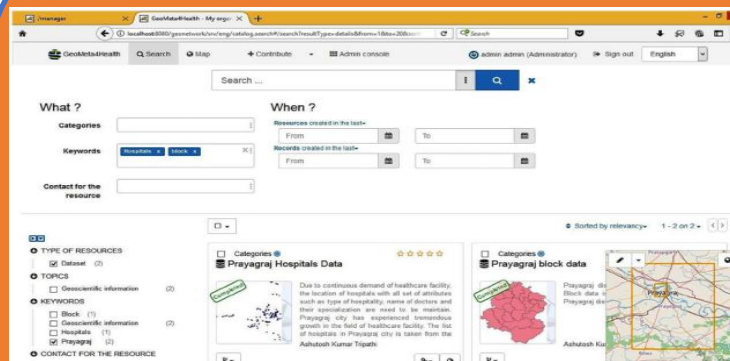 /manager
GeoMeta4Health - My organ
localhost:8080/geonetwork/srv/eng/catalog.search#/search?resultType=details&from=1&to=20&sort
Search
GeoMeta4Health
Search
Map
Contribute
Admin console
admin admin (Administrator)
Sign out
English
Search ...
What ?
When ?
Categories
Resources created in the last
From
To
Keywords
Hospitals x
block x
Records created in the last
From
To
Contact for the resource
Sorted by relevancy
1 - 2 on 2
TYPE OF RESOURCES
Dataset (2)
TOPICS
Geoscientific information (2)
KEYWORDS
Block (1)
Geoscientific information (2)
Hospitals (1)
Prayagraj (2)
CONTACT FOR THE RESOURCE
Categories
Prayagraj Hospitals Data
Completed
Due to continuous demand of healthcare facility,
the location of hospitals with all set of attributes
such as type of hospitality, name of doctors and
their specialization are need to be maintain.
Prayagraj city has experienced tremendous
growth in the field of healthcare facility. The list
of hospitals in Prayagraj city is taken from the
Ashutosh Kumar Tripathi
Categories
Prayagraj block data
Completed
Prayagraj
Block data
Prayagraj
Ashutosh
Prayagraj